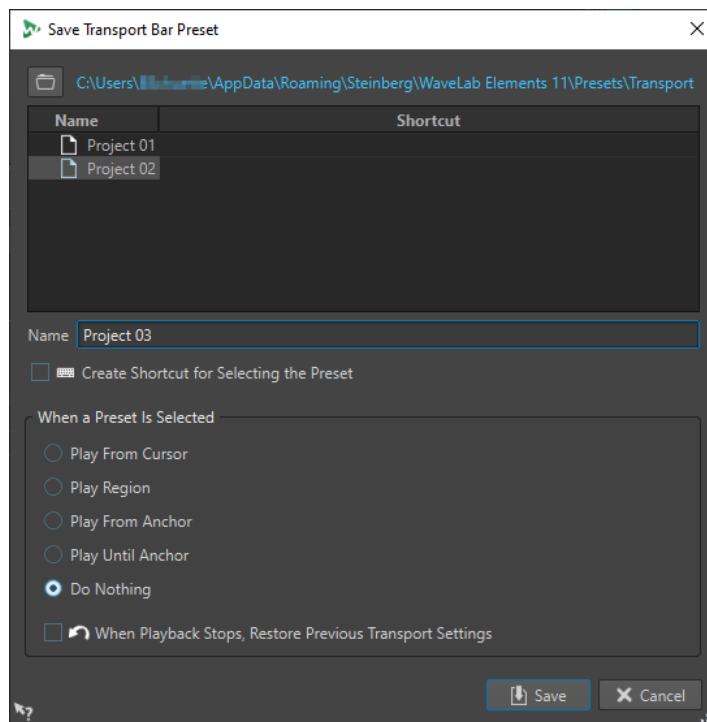 Save Transport Bar Preset
C:\Users\ \AppData\Roaming\Steinberg\WaveLab Elements 11\Presets\Transport
Name Shortcut
Project 01
Project 02
Name Project 03
Create Shortcut for Selecting the Preset
When a Preset Is Selected
Play From Cursor
Play Region
Play From Anchor
Play Until Anchor
Do Nothing
When Playback Stops, Restore Previous Transport Settings
Save Cancel